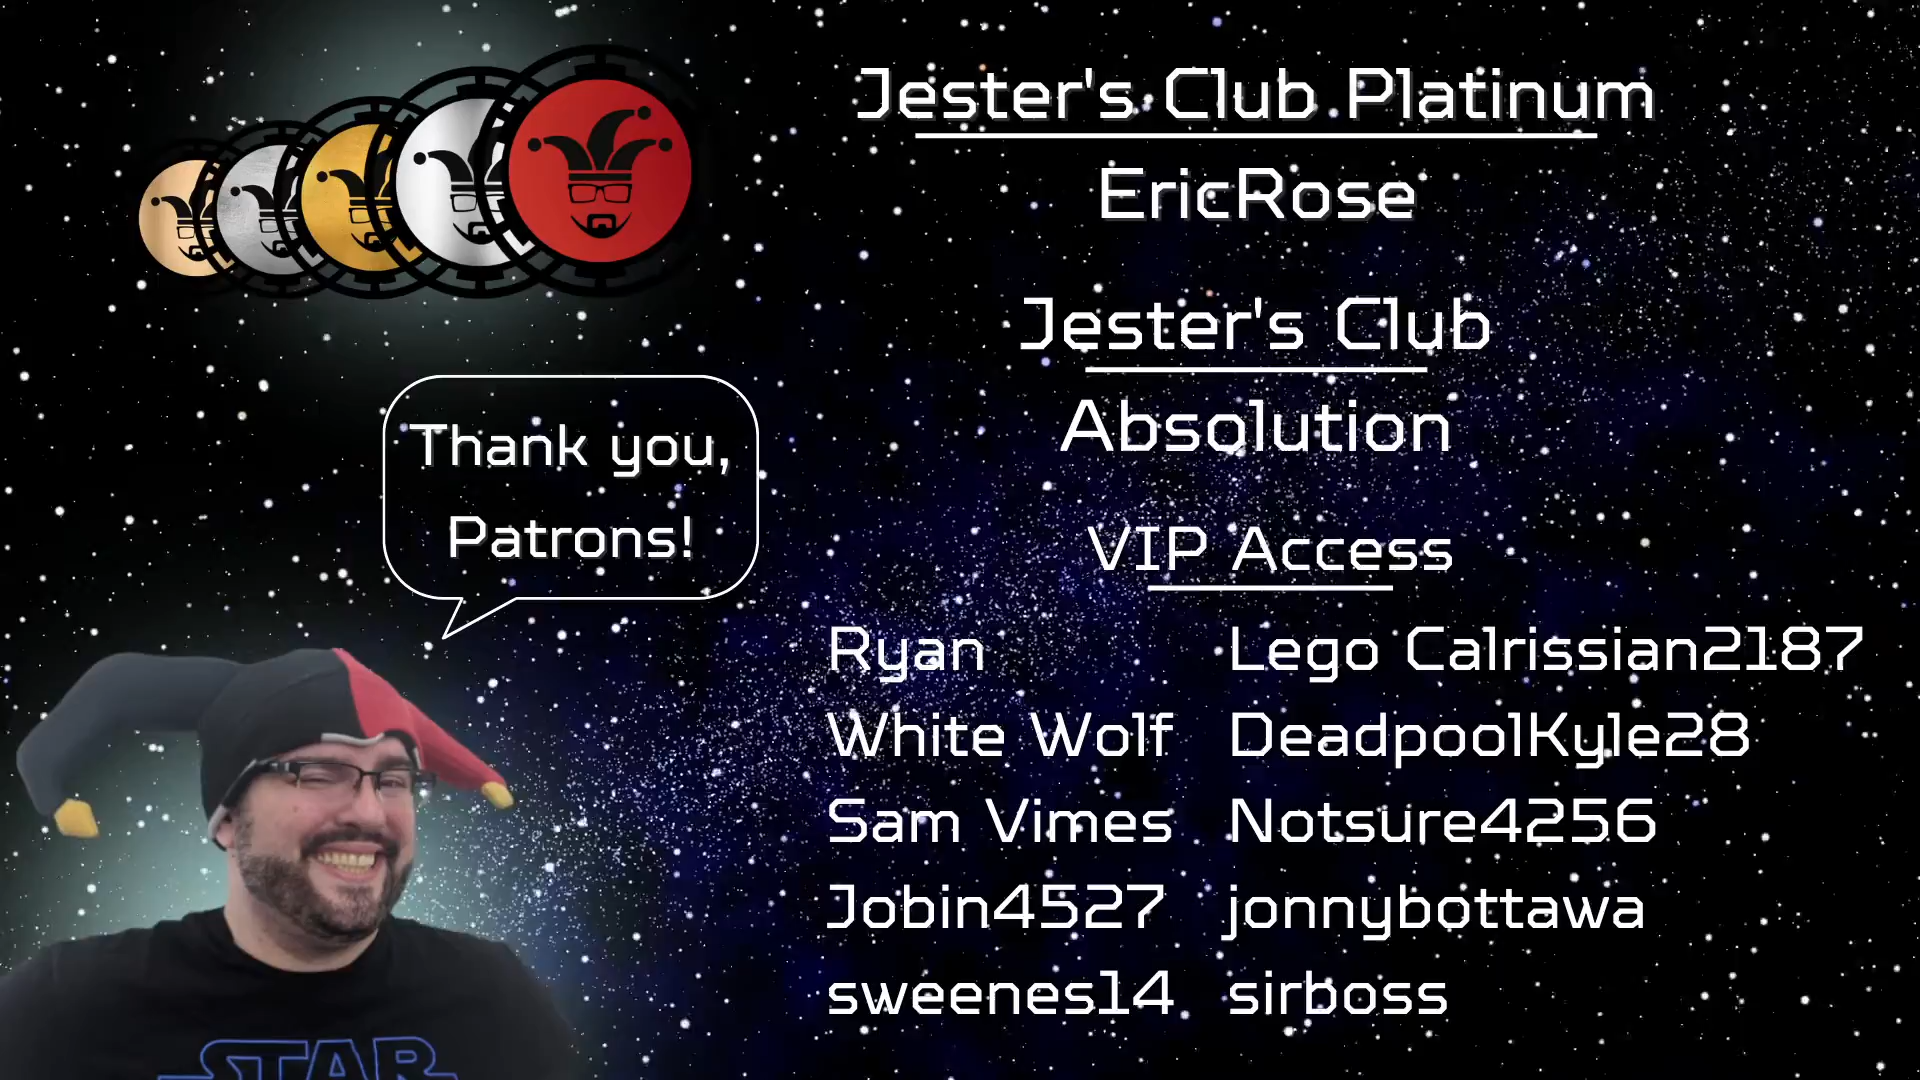 Jester's Club Platinum
EricRose
Jester's Club
Absolution
Thank you,
Patrons!
VIP Access
Ryan
Lego Calrissian2187
White Wolf
DeadpoolKyle28
Sam Vimes
Notsure4256
Jobin4527
jonnybottawa
sweenes14
sirboss
STAR